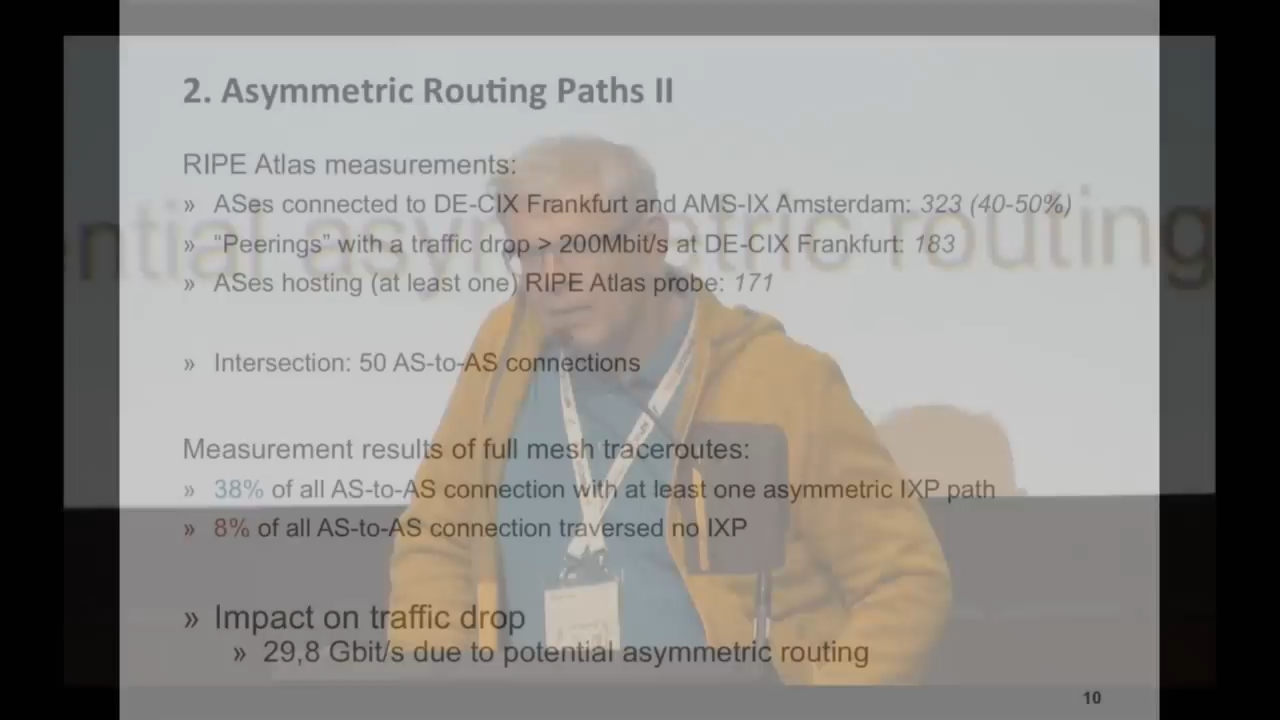 2. Asymmetric Routing Paths II
RIPE Atlas measurements:
» ASes connected to DE-CIX Frankfurt and AMS-IX Amsterdam: 323 (40-50%)
» “Peerings” with a traffic drop > 200Mbit/s at DE-CIX Frankfurt: 183
ential asymmetric routing
» ASes hosting (at least one) RIPE Atlas probe: 171
» Intersection: 50 AS-to-AS connections
Measurement results of full mesh traceroutes:
» 38% of all AS-to-AS connection with at least one asymmetric IXP path
» 8% of all AS-to-AS connection traversed no IXP
» Impact on traffic drop
» 29,8 Gbit/s due to potential asymmetric routing
10